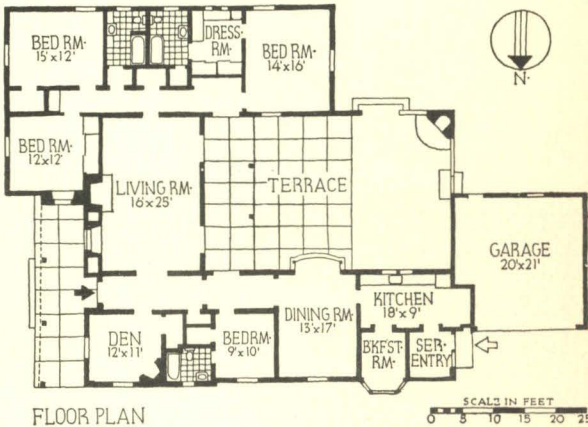 BED RM·
15'x12'
DRESS·
RM·
BED RM·
14'x16'
N·
BED RM·
12'x12'
LIVING RM·
16'x25'
TERRACE
GARAGE
20'x21'
KITCHEN
18'x9'
DINING RM·
13'x17'
DEN
12'x11'
BEDRM·
9'x10'
BKFST·
RM·
SER·
ENTRY
FLOOR PLAN
SCALE IN FEET
0 5 10 15 20 25